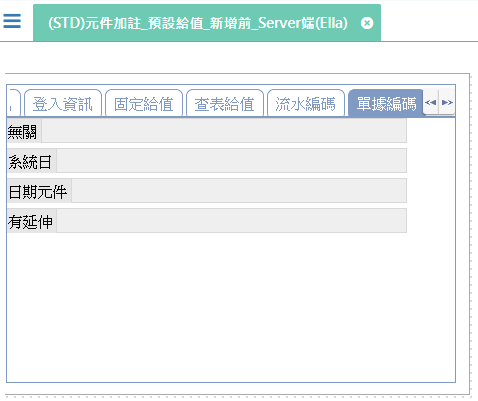 (STD)元件加註_預設給值_新增前_Server端(Ella)
登入資訊 固定給值 查表給值 流水編碼 單據編碼
無關
系統日
日期元件
有延伸